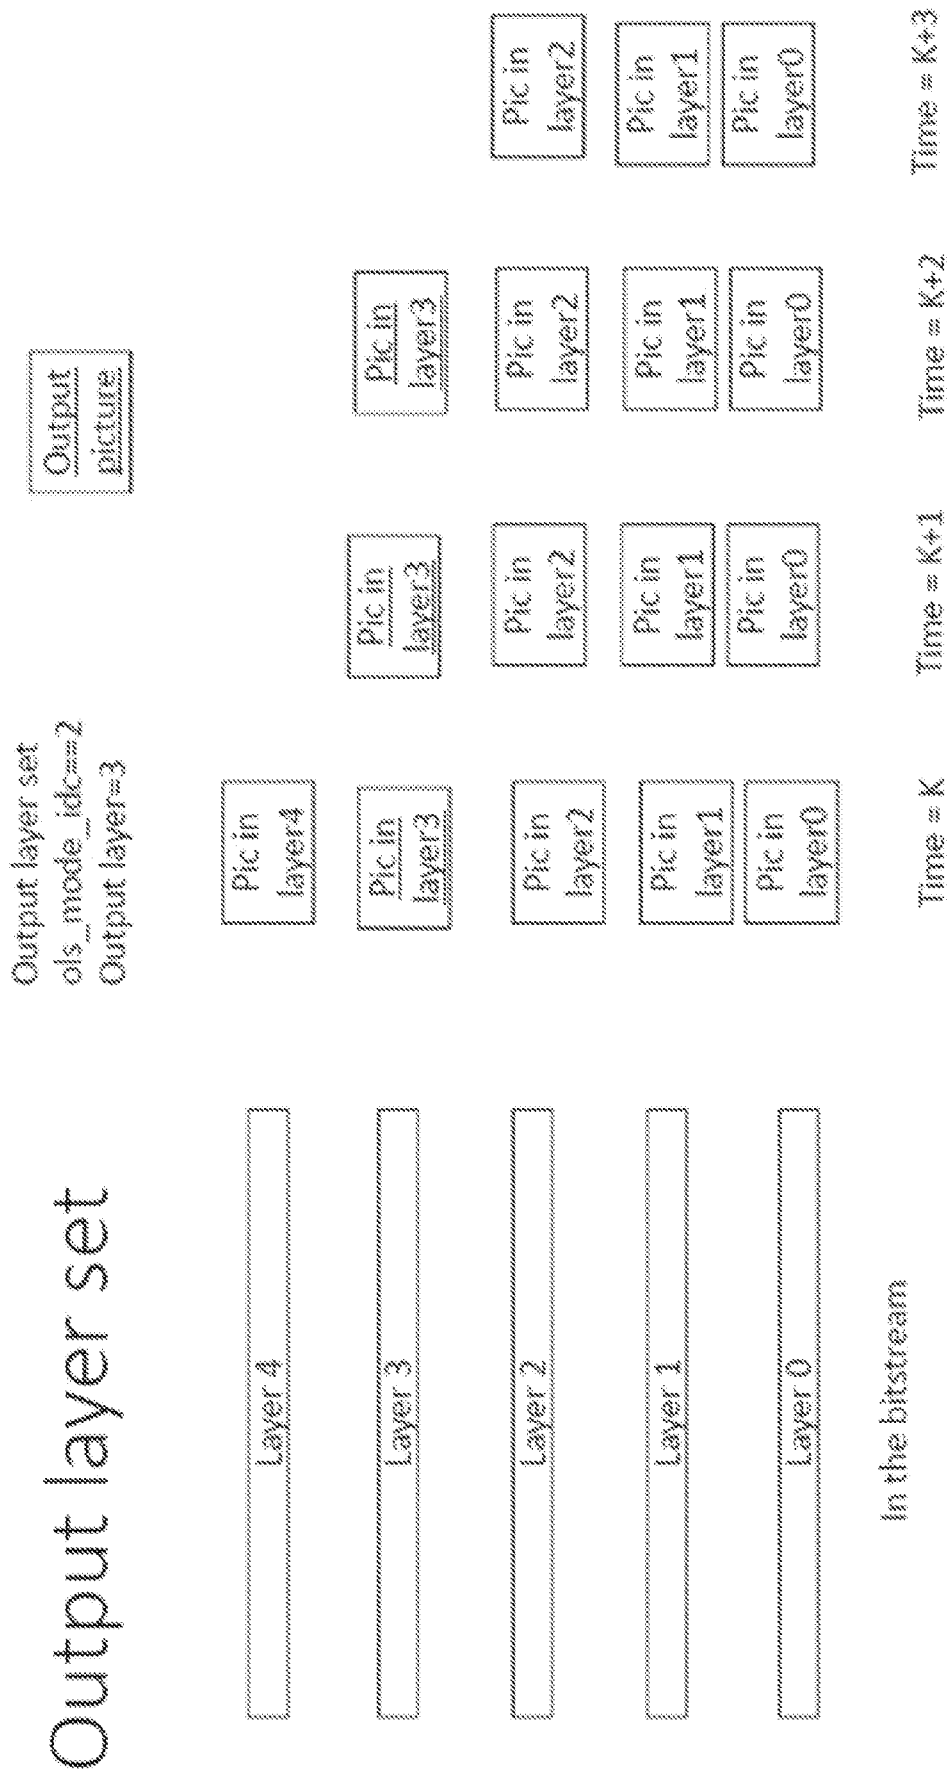 Output layer set
Output layer set
ols_mode_idc==2
Output layer=3
Output
picture
Layer 4
Pic in
layer4
Layer 3
Pic in
layer3
Pic in
layer3
Pic in
layer3
Layer 2
Pic in
layer2
Pic in
layer2
Pic in
layer2
Pic in
layer2
Layer 1
Pic in
layer1
Pic in
layer1
Pic in
layer1
Pic in
layer1
Layer 0
Pic in
layer0
Pic in
layer0
Pic in
layer0
Pic in
layer0
In the bitstream
Time = K
Time = K+1
Time = K+2
Time = K+3